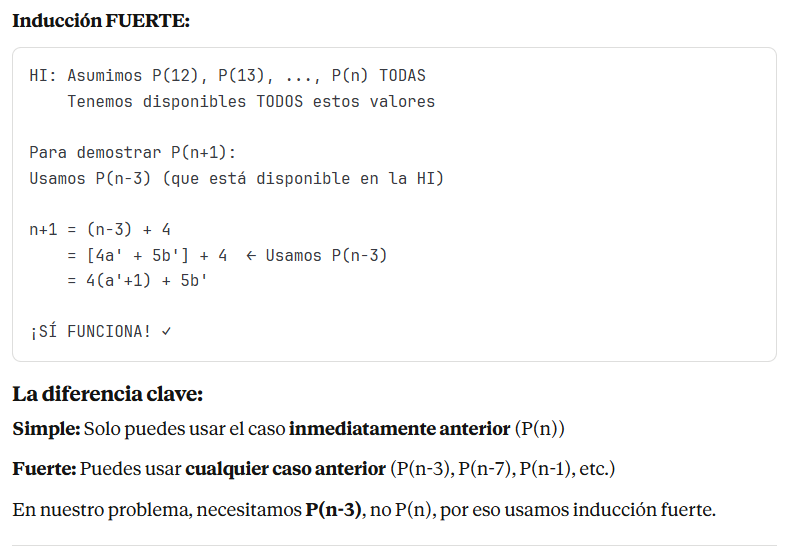 Inducción FUERTE:
HI: Asumimos P(12), P(13), ..., P(n) TODAS
Tenemos disponibles TODOS estos valores
Para demostrar P(n+1):
Usamos P(n-3) (que está disponible en la HI)
n+1 = (n-3) + 4
= [4a' + 5b'] + 4 ← Usamos P(n-3)
= 4(a'+1) + 5b'
¡SÍ FUNCIONA! ✓
La diferencia clave:
Simple: Solo puedes usar el caso inmediatamente anterior (P(n))
Fuerte: Puedes usar cualquier caso anterior (P(n-3), P(n-7), P(n-1), etc.)
En nuestro problema, necesitamos P(n-3), no P(n), por eso usamos inducción fuerte.